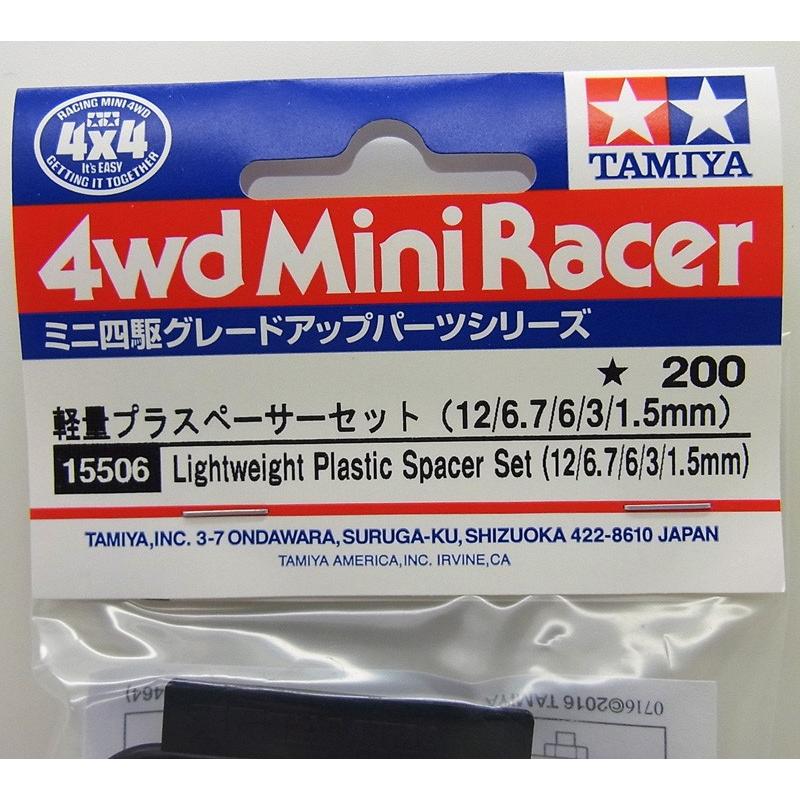 RACING MINI 4WD
4x4
It's EASY
GETTING IT TOGETHER
TAMIYA
4wd Mini Racer
ミニ四駆グレードアップパーツシリーズ
★ 200
軽量プラスペーサーセット（12/6.7/6/3/1.5mm）
15506 Lightweight Plastic Spacer Set (12/6.7/6/3/1.5mm)
TAMIYA,INC. 3-7 ONDAWARA, SURUGA-KU, SHIZUOKA 422-8610 JAPAN
TAMIYA AMERICA,INC. IRVINE,CA
0716©2016 TAMIYA